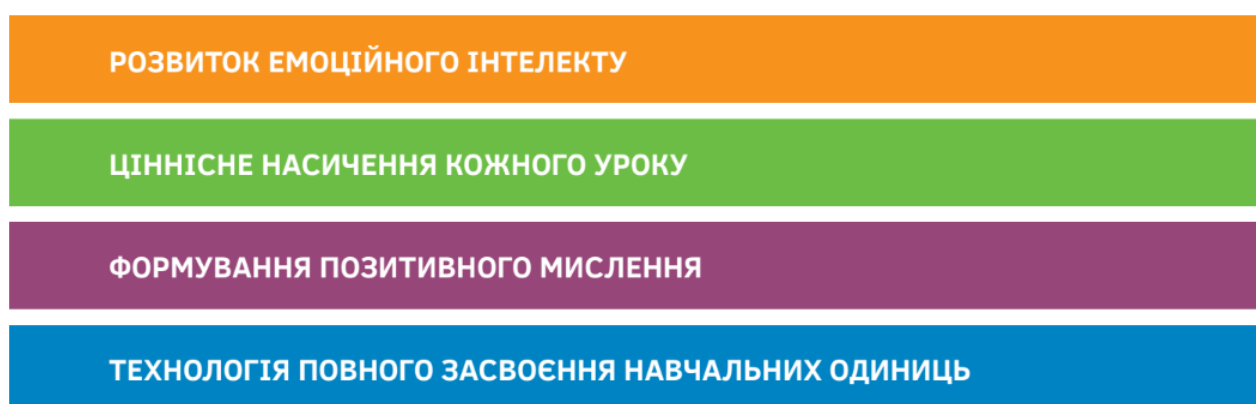 РОЗВИТОК ЕМОЦІЙНОГО ІНТЕЛЕКТУ
ЦІННІСНЕ НАСИЧЕННЯ КОЖНОГО УРОКУ
ФОРМУВАННЯ ПОЗИТИВНОГО МИСЛЕННЯ
ТЕХНОЛОГІЯ ПОВНОГО ЗАСВОЄННЯ НАВЧАЛЬНИХ ОДИНИЦЬ